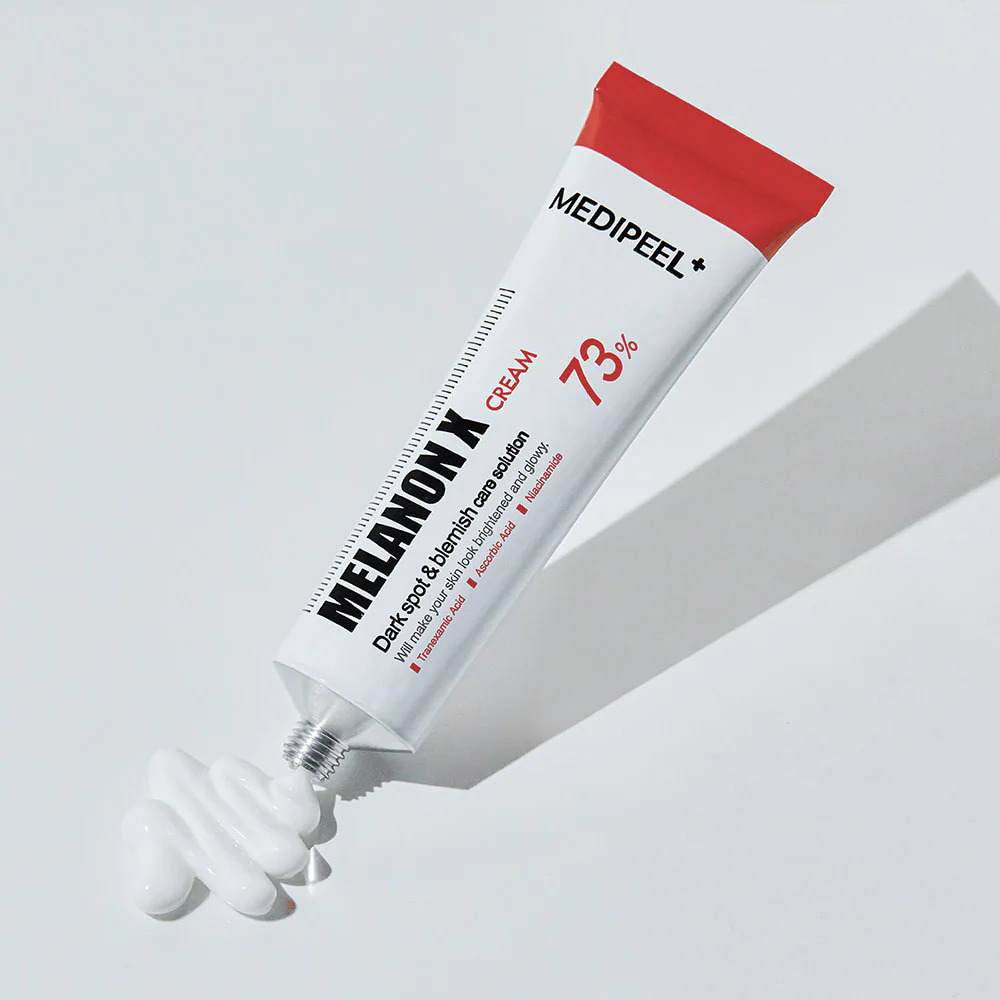 MEDIPEEL+
73%
MELANON X CREAM
Dark spot & blemish care solution
Will make your skin look brightened and glowy.
Tranexamic Acid Ascorbic Acid Niacinamide